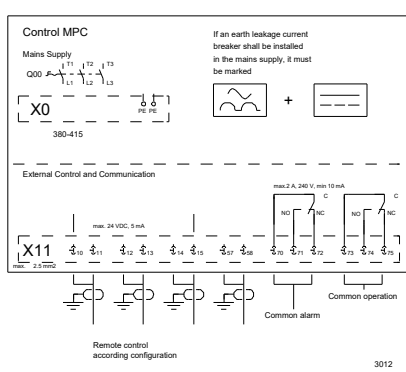 Control MPC
Mains Supply
T1 T2 T3
Q00
L1 L2 L3
X0
PE PE
380-415
If an earth leakage current
breaker shall be installed
in the mains supply, it must
be marked
+
External Control and Communication
max.2 A, 240 V, min 10 mA
C C
NO NC NO NC
max. 24 VDC, 5 mA
X11
10 11 12 13 14 15 57 58 70 71 72 73 74 75
max. 2.5 mm2
Common operation
Common alarm
Remote control
according configuration
3012